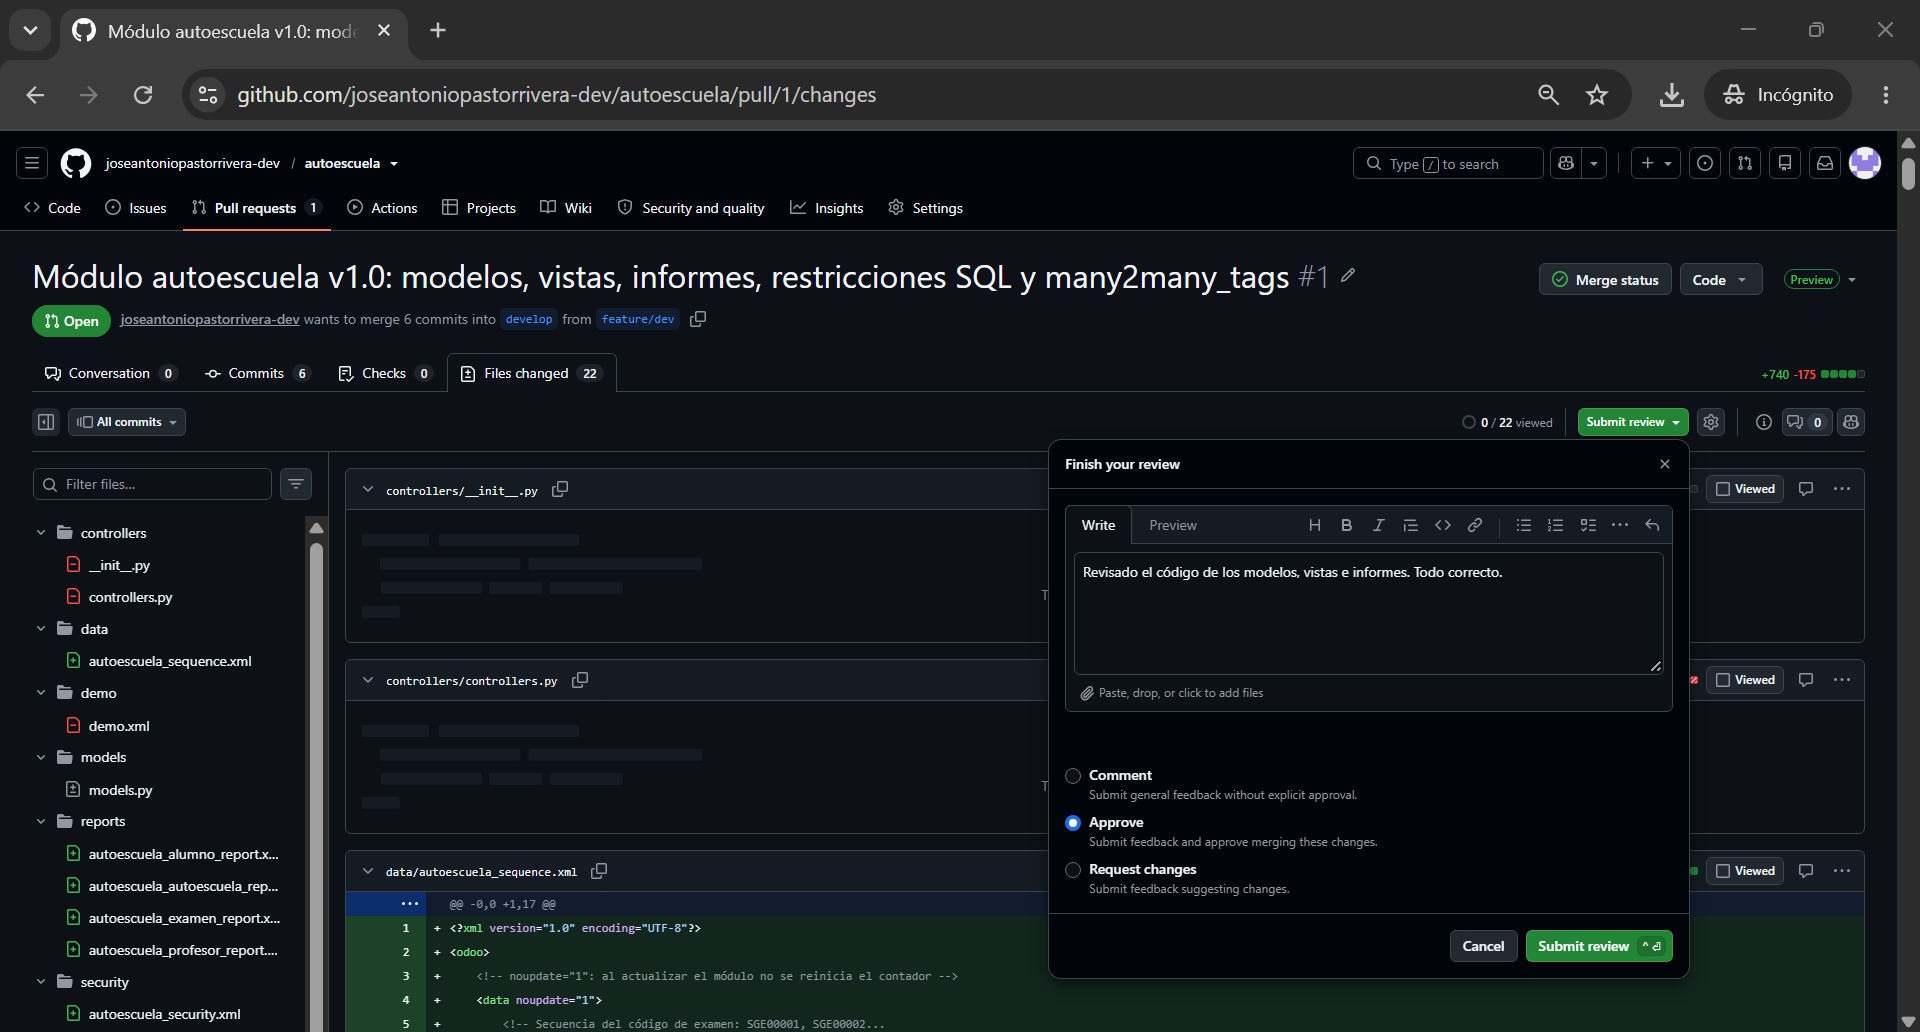 Módulo autoescuela v1.0: mode
Incógnito
github.com/joseantoniopastorrivera-dev/autoescuela/pull/1/changes
joseantoniopastorrivera-dev / autoescuela
Type / to search
Code
Issues
Pull requests 1
Actions
Projects
Wiki
Security and quality
Insights
Settings
Módulo autoescuela v1.0: modelos, vistas, informes, restricciones SQL y many2many_tags #1
Merge status
Code
Preview
Open
joseantoniopastorrivera-dev wants to merge 6 commits into develop from feature/dev
Conversation 0
Commits 6
Checks 0
Files changed 22
+740 -175
All commits
0 / 22 viewed
Submit review
0
Filter files...
controllers
__init__.py
controllers.py
data
autoescuela_sequence.xml
demo
demo.xml
models
models.py
reports
autoescuela_alumno_report.x...
autoescuela_autoescuela_rep...
autoescuela_examen_report.x...
autoescuela_profesor_report....
security
autoescuela_security.xml
controllers/__init__.py
Viewed
T
controllers/controllers.py
Viewed
T
data/autoescuela_sequence.xml
Viewed
@@ -0,0 +1,17 @@
1 + <?xml version="1.0" encoding="UTF-8"?>
2 + <odoo>
3 + <!-- noupdate="1": al actualizar el módulo no se reinicia el contador -->
4 + <data noupdate="1">
5 + <!-- Secuencia del código de examen: SGE00001, SGE00002...
Finish your review
Write
Preview
Revisado el código de los modelos, vistas e informes. Todo correcto.
Paste, drop, or click to add files
Comment
Submit general feedback without explicit approval.
Approve
Submit feedback and approve merging these changes.
Request changes
Submit feedback suggesting changes.
Cancel
Submit review